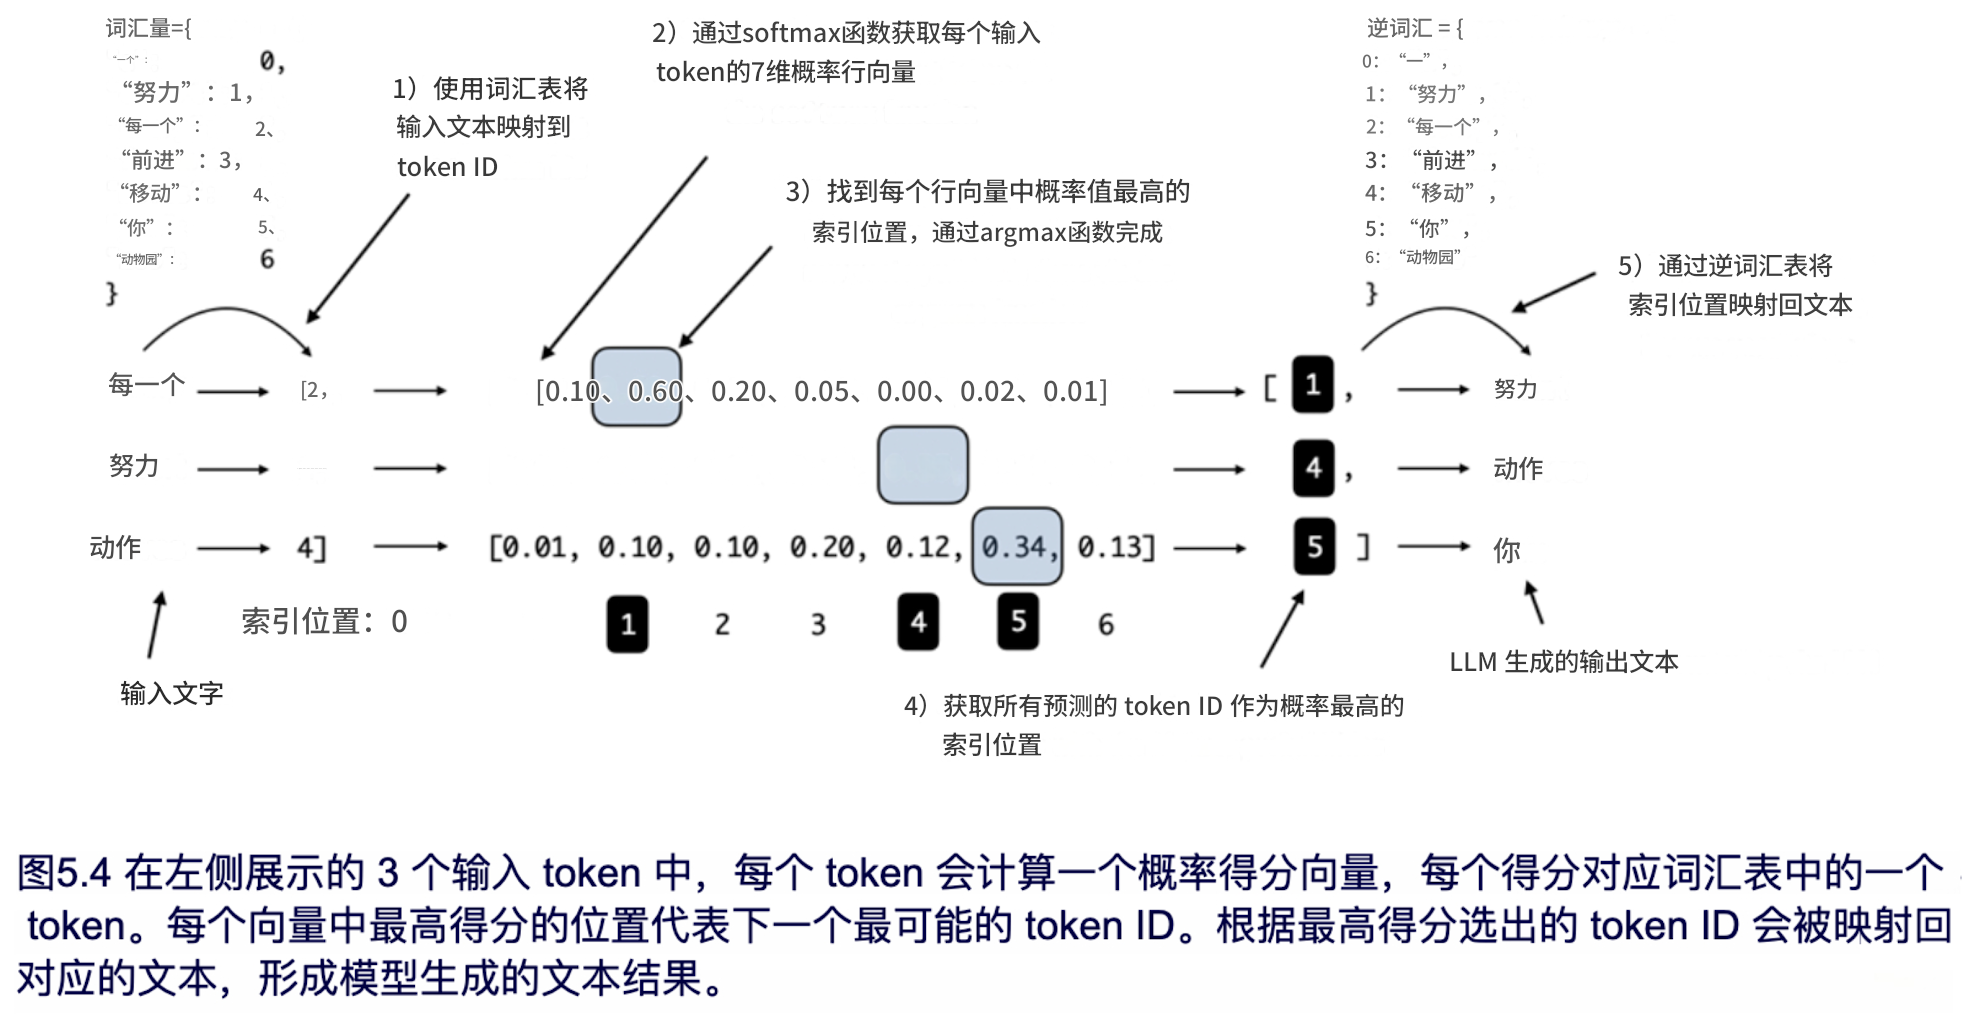 词汇量={
“一个”： 0,
“努力”：1，
“每一个”： 2、
“前进”：3，
“移动”： 4、
“你”： 5、
“动物园”： 6
}
1）使用词汇表将
输入文本映射到
token ID
2）通过softmax函数获取每个输入
token的7维概率行向量
3）找到每个行向量中概率值最高的
索引位置，通过argmax函数完成
逆词汇 = {
0：“一”，
1：“努力”，
2：“每一个”，
3：“前进”，
4：“移动”，
5：“你”，
6：“动物园”
}
5）通过逆词汇表将
索引位置映射回文本
每一个 [2， [0.10、0.60、0.20、0.05、0.00、0.02、0.01] [ 1 , 努力
努力 4 , 动作
动作 4] [0.01, 0.10, 0.10, 0.20, 0.12, 0.34, 0.13] 5 ] 你
索引位置：0 1 2 3 4 5 6
输入文字
LLM 生成的输出文本
4）获取所有预测的 token ID 作为概率最高的
索引位置
图5.4 在左侧展示的 3 个输入 token 中，每个 token 会计算一个概率得分向量，每个得分对应词汇表中的一个
token。每个向量中最高得分的位置代表下一个最可能的 token ID。根据最高得分选出的 token ID 会被映射回
对应的文本，形成模型生成的文本结果。